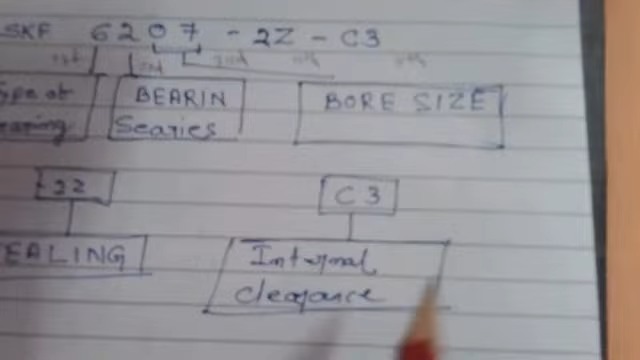 SKF 6207 - 2Z - C3
BEARIN
Searies
BORE SIZE
-2Z
C3
EALING
Internal
clearance